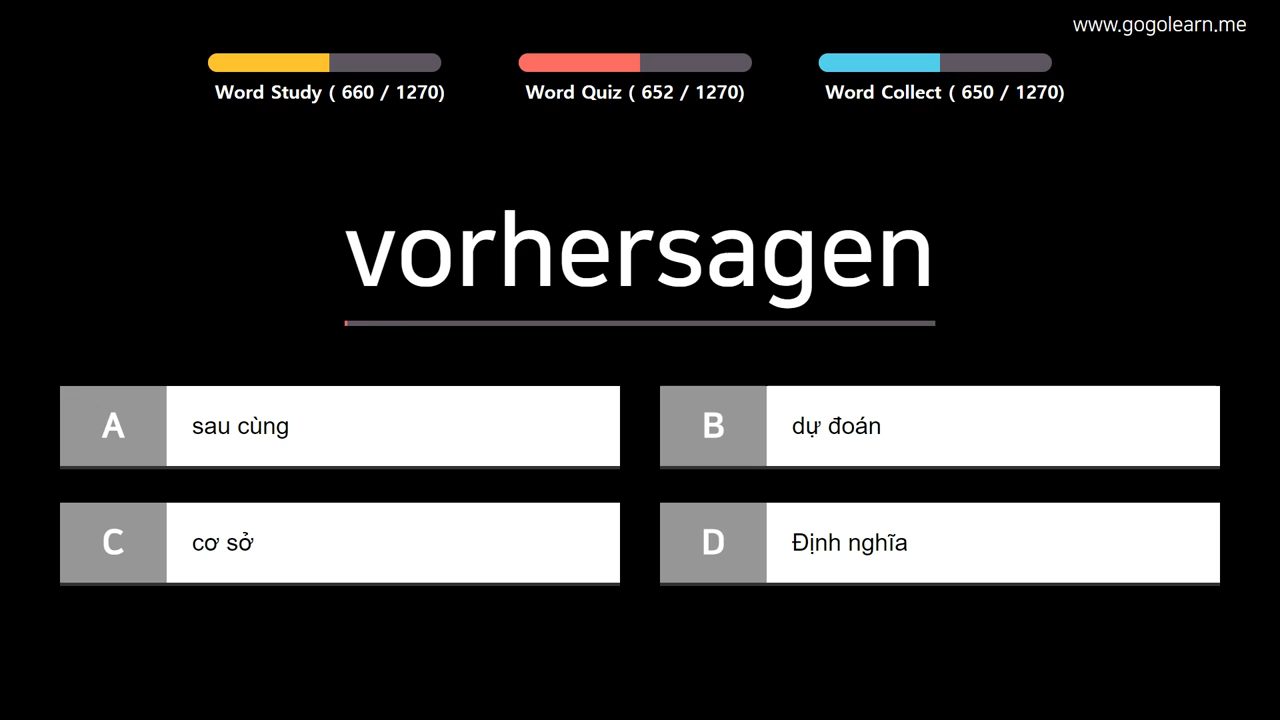 www.gogolearn.me
Word Study ( 660 / 1270)
Word Quiz ( 652 / 1270)
Word Collect ( 650 / 1270)
vorhersagen
A sau cùng
B dự đoán
C cơ sở
D Định nghĩa